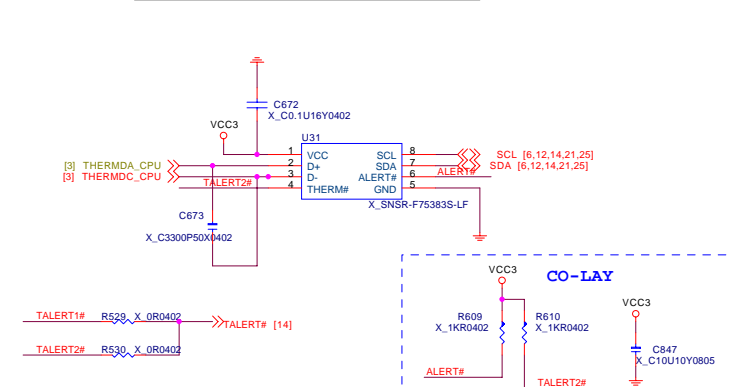 C672
X_C0.1U16Y0402
VCC3
U31
1 VCC SCL 8
2 D+ SDA 7
3 D- ALERT# 6
4 THERM# GND 5
[3] THERMDA_CPU
[3] THERMDC_CPU
TALERT2#
SCL [6,12,14,21,25]
SDA [6,12,14,21,25]
ALERT#
X_SNSR-F75383S-LF
C673
X_C3300P50X0402
CO-LAY
VCC3
VCC3
TALERT1# R529 X_0R0402
TALERT# [14]
R609
X_1KR0402
R610
X_1KR0402
TALERT2# R530 X_0R0402
C847
X_C10U10Y0805
ALERT#
TALERT2#